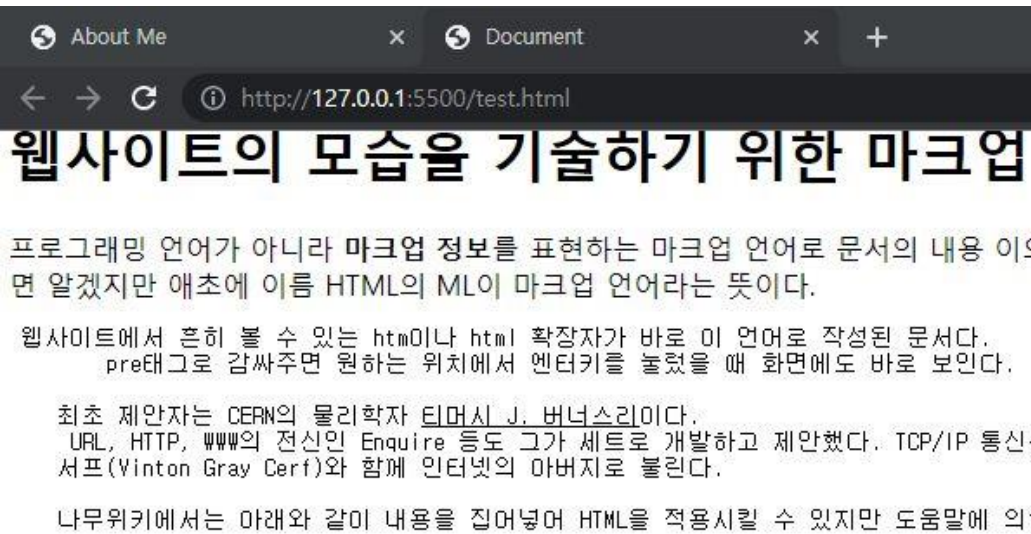 About Me
Document
http://127.0.0.1:5500/test.html
웹사이트의 모습을 기술하기 위한 마크업
프로그래밍 언어가 아니라 마크업 정보를 표현하는 마크업 언어로 문서의 내용
면 알겠지만 애초에 이름 HTML의 ML이 마크업 언어라는 뜻이다.
웹사이트에서 흔히 볼 수 있는 htm이나 html 확장자가 바로 이 언어로 작성된 문서다.
pre태그로 감싸주면 원하는 위치에서 엔터키를 눌렀을 때 화면에도 바로 보인다.
최초 제안자는 CERN의 물리학자 티머시 J. 버너스리이다.
URL, HTTP, WWW의 전신인 Enquire 등도 그가 세트로 개발하고 제안했다. TCP/IP
서프(Vinton Gray Cerf)와 함께 인터넷의 아버지로 불린다.
나무위키에서는 아래와 같이 내용을 집어넣어 HTML을 적용시킬 수 있지만 도움말에